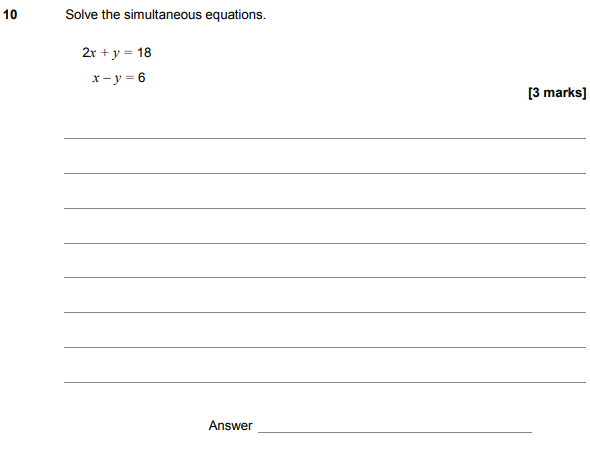 10 Solve the simultaneous equations.
2x + y = 18
x – y = 6
[3 marks]
Answer